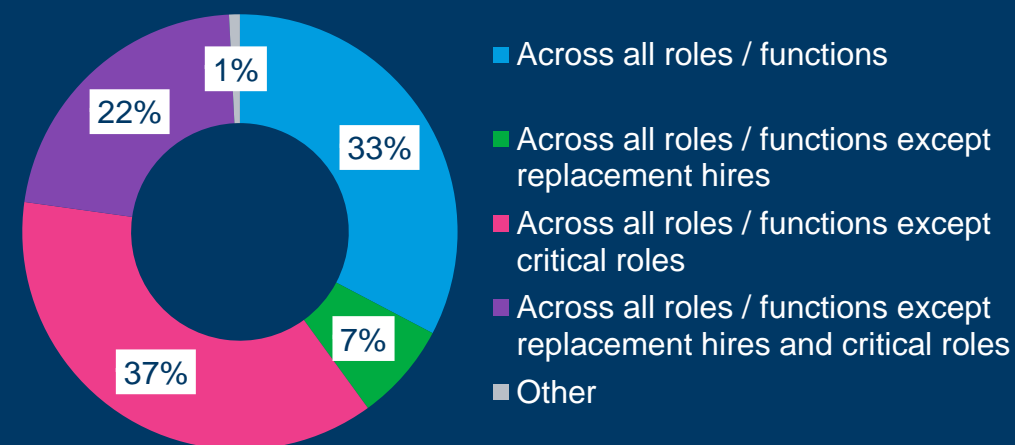 1%
33%
22%
7%
37%
Across all roles / functions
Across all roles / functions except
replacement hires
Across all roles / functions except
critical roles
Across all roles / functions except
replacement hires and critical roles
Other